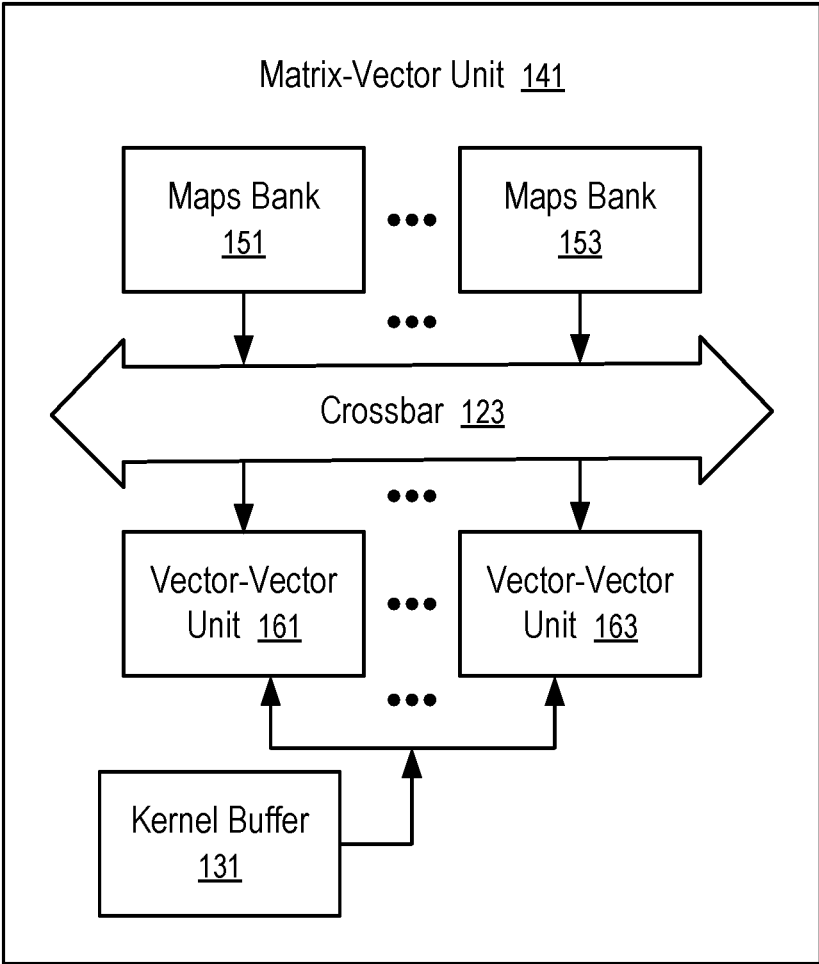 Matrix-Vector Unit 141
Maps Bank
151
Maps Bank
153
Crossbar 123
Vector-Vector
Unit 161
Vector-Vector
Unit 163
Kernel Buffer
131